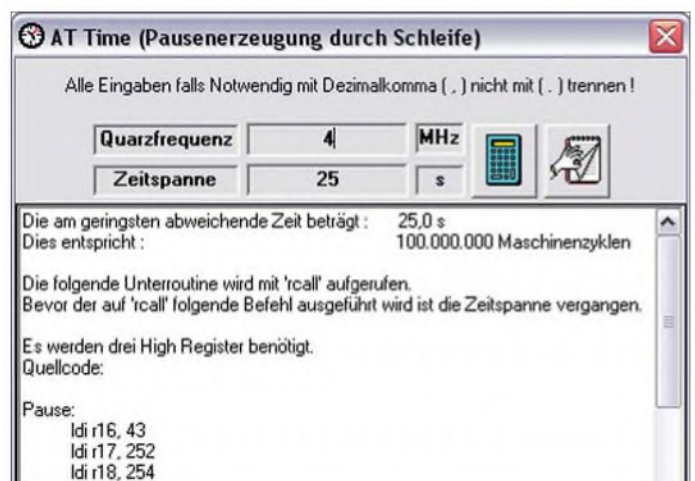 AT Time (Pausenerzeugung durch Schleife)
Alle Eingaben falls Notwendig mit Dezimalkomma ( , ) nicht mit ( . ) trennen !
Quarzfrequenz 4 MHz
Zeitspanne 25 s
Die am geringsten abweichende Zeit beträgt : 25,0 s
Dies entspricht : 100.000.000 Maschinenzyklen
Die folgende Unterroutine wird mit 'rcall' aufgerufen.
Bevor der auf 'rcall' folgende Befehl ausgeführt wird ist die Zeitspanne vergangen.
Es werden drei High Register benötigt.
Quellcode:
Pause:
ldi r16, 43
ldi r17, 252
ldi r18, 254